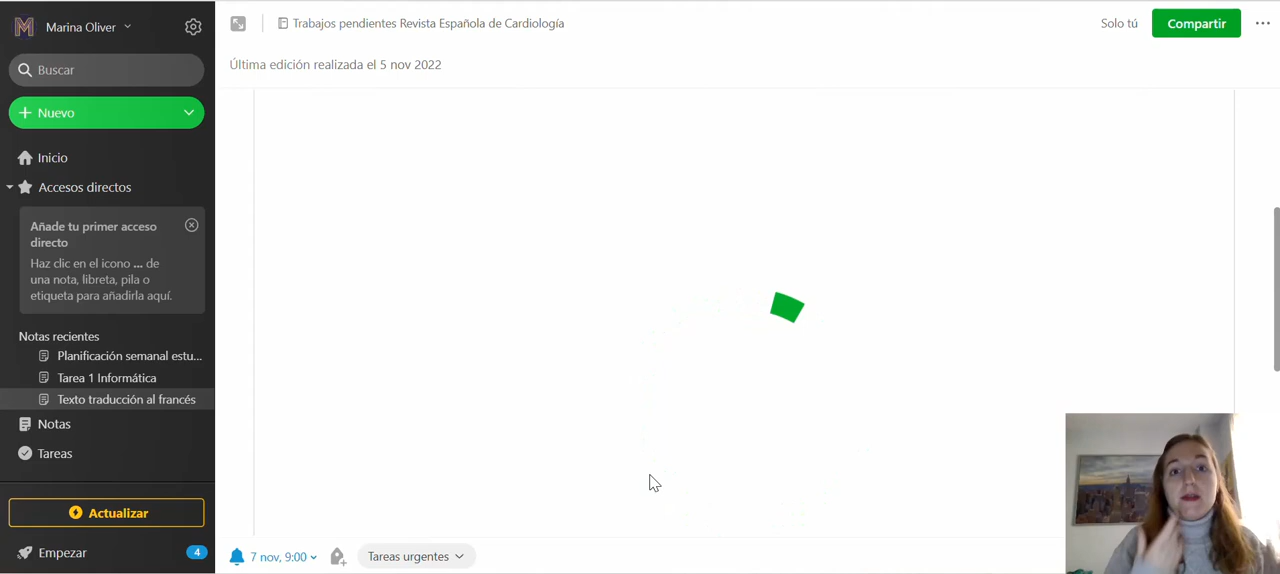 Marina Oliver
Buscar
Nuevo
Inicio
Accesos directos
Añade tu primer acceso
directo
Haz clic en el icono ... de
una nota, libreta, pila o
etiqueta para añadirla aquí.
Notas recientes
Planificación semanal estu...
Tarea 1 Informática
Texto traducción al francés
Notas
Tareas
Actualizar
Empezar
4
Trabajos pendientes Revista Española de Cardiología
Solo tú
Compartir
Última edición realizada el 5 nov 2022
7 nov, 9:00
Tareas urgentes